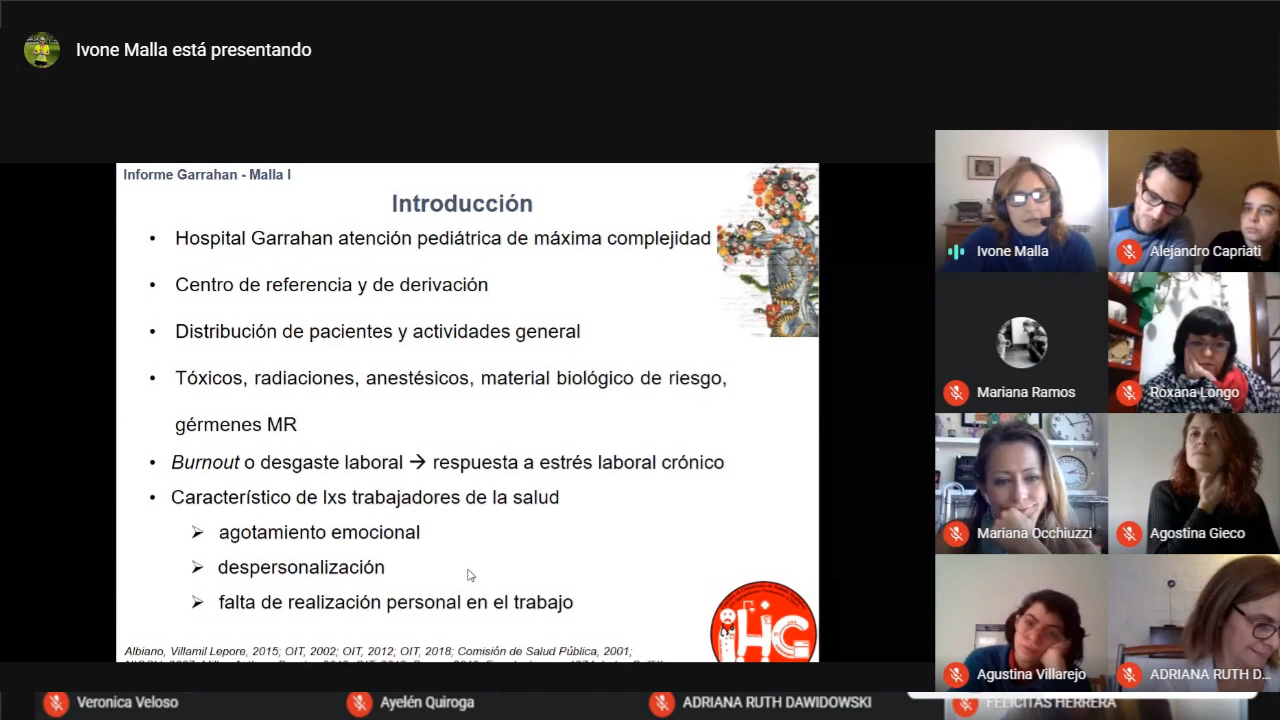 Ivone Malla está presentando
Informe Garrahan - Malla I
Introducción
• Hospital Garrahan atención pediátrica de máxima complejidad
• Centro de referencia y de derivación
• Distribución de pacientes y actividades general
• Tóxicos, radiaciones, anestésicos, material biológico de riesgo,
gérmenes MR
• Burnout o desgaste laboral → respuesta a estrés laboral crónico
• Característico de lxs trabajadores de la salud
➢ agotamiento emocional
➢ despersonalización
➢ falta de realización personal en el trabajo
Albiano, Villamil Lepore, 2015; OIT, 2002; OIT, 2012; OIT, 2018; Comisión de Salud Pública, 2001;
HG
Ivone Malla
Alejandro Capriati
Mariana Ramos
Roxana Longo
Mariana Occhiuzzi
Agostina Gieco
Agustina Villarejo
ADRIANA RUTH D...
Veronica Veloso
Ayelén Quiroga
ADRIANA RUTH DAWIDOWSKI
FELICITAS HERRERA